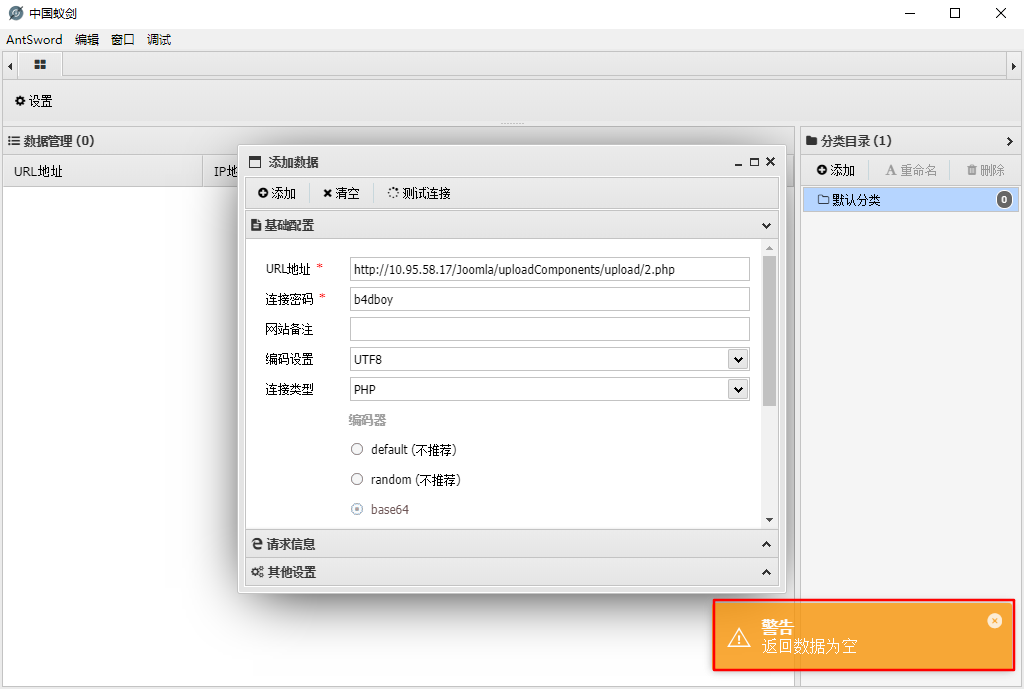 中国蚁剑
AntSword 编辑 窗口 调试
设置
数据管理 (0)
URL地址 IP地
分类目录 (1)
添加 重命名 删除
默认分类 0
添加数据
添加 清空 测试连接
基础配置
URL地址 * http://10.95.58.17/Joomla/uploadComponents/upload/2.php
连接密码 * b4dboy
网站备注
编码设置 UTF8
连接类型 PHP
编码器
default (不推荐)
random (不推荐)
base64
请求信息
其他设置
警告
返回数据为空